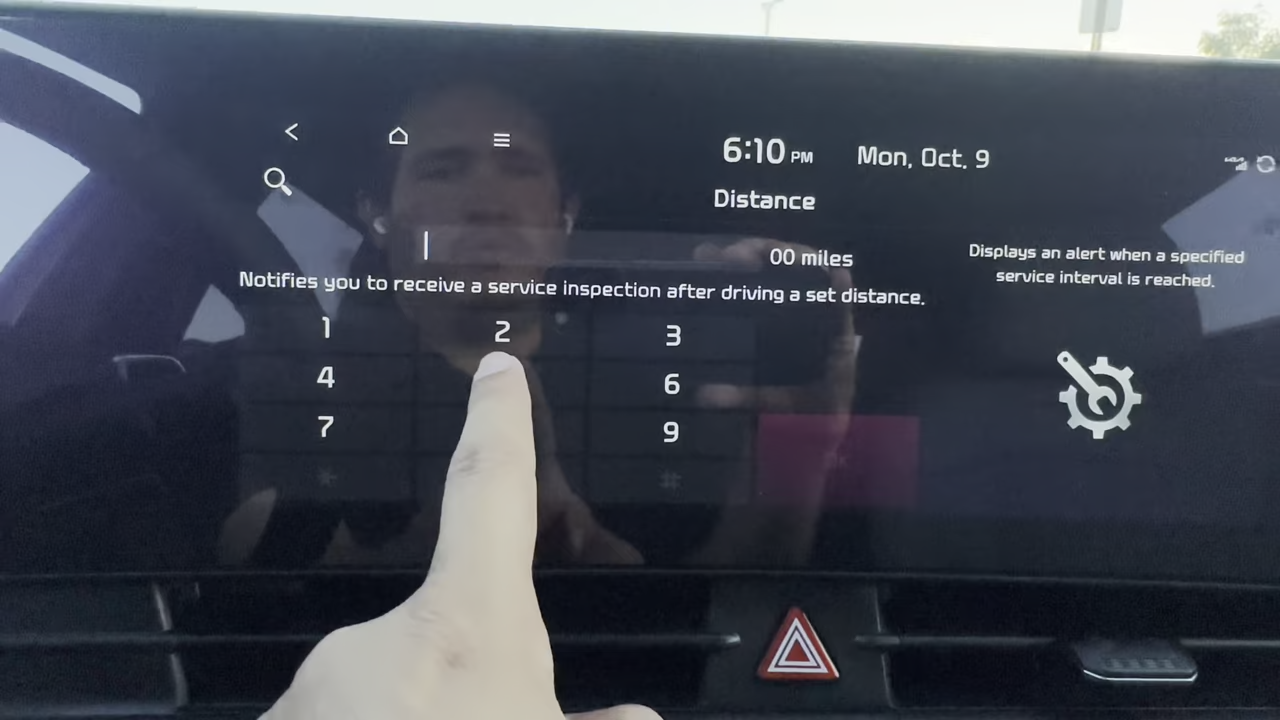 6:10 PM Mon, Oct. 9
Distance
00 miles
Notifies you to receive a service inspection after driving a set distance.
Displays an alert when a specified
service interval is reached.
1 2 3
4 6
7 9
* #